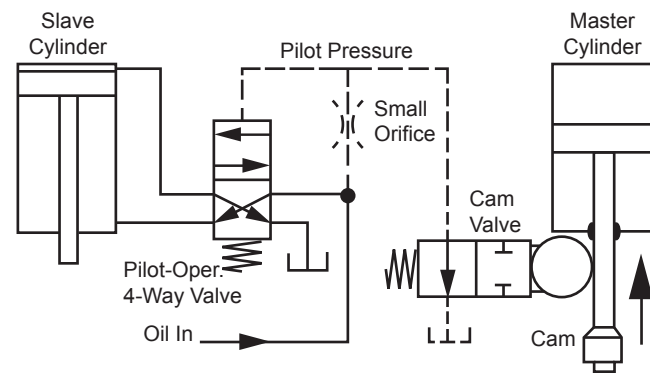 Slave
Cylinder
Pilot Pressure
Master
Cylinder
Small
Orifice
Cam
Valve
Pilot-Oper.
4-Way Valve
Oil In
Cam